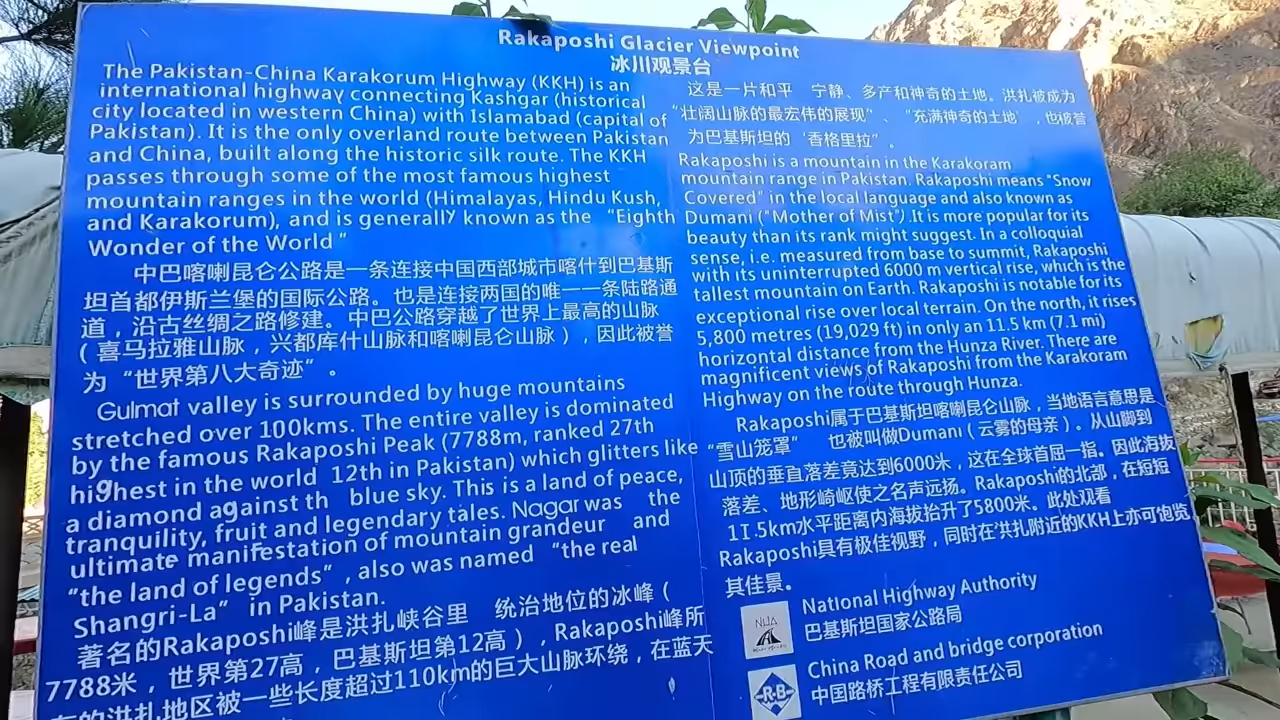 Rakaposhi Glacier Viewpoint
冰川观景台
The Pakistan-China Karakorum Highway (KKH) is an
international highway connecting Kashgar (historical
city located in western China) with Islamabad (capital of
Pakistan). It is the only overland route between Pakistan
and China, built along the historic silk route. The KKH
passes through some of the most famous highest
mountain ranges in the world (Himalayas, Hindu Kush,
and Karakorum), and is generally known as the “Eighth
Wonder of the World”
中巴喀喇昆仑公路是一条连接中国西部城市喀什到巴基斯
坦首都伊斯兰堡的国际公路。也是连接两国的唯一一条陆路通
道，沿古丝绸之路修建。中巴公路穿越了世界上最高的山脉
（喜马拉雅山脉，兴都库什山脉和喀喇昆仑山脉），因此被誉
为“世界第八大奇迹”。
Gulmat valley is surrounded by huge mountains
stretched over 100kms. The entire valley is dominated
by the famous Rakaposhi Peak (7788m, ranked 27th
highest in the world 12th in Pakistan) which glitters like
a diamond against th blue sky. This is a land of peace,
tranquility, fruit and legendary tales. Nagar was the
ultimate manifestation of mountain grandeur and
“the land of legends”, also was named “the real
Shangri-La” in Pakistan.
著名的Rakaposhi峰是洪扎峡谷里 统治地位的冰峰（
7788米，世界第27高，巴基斯坦第12高），Rakaposhi峰所
在的洪扎地区被一些长度超过110km的巨大山脉环绕，在蓝天
这是一片和平 宁静、多产和神奇的土地。洪扎被成为
“壮阔山脉的最宏伟的展现”、“充满神奇的土地’，也被誉
为巴基斯坦的‘香格里拉”。
Rakaposhi is a mountain in the Karakoram
mountain range in Pakistan. Rakaposhi means "Snow
Covered" in the local language and also known as
Dumani ("Mother of Mist").It is more popular for its
beauty than its rank might suggest. In a colloquial
sense, i.e. measured from base to summit, Rakaposhi
with its uninterrupted 6000 m vertical rise, which is the
tallest mountain on Earth. Rakaposhi is notable for its
exceptional rise over local terrain. On the north, it rises
5,800 metres (19,029 ft) in only an 11.5 km (7.1 mi)
horizontal distance from the Hunza River. There are
magnificent views of Rakaposhi from the Karakoram
Highway on the route through Hunza.
Rakaposhi属于巴基斯坦喀喇昆仑山脉，当地语言意思是
“雪山笼罩” 也被叫做Dumani（云雾的母亲）。从山脚到
山顶的垂直落差竟达到6000米，这在全球首屈一指。因此海拔
落差、地形崎岖使之名声远扬。Rakaposhi的北部，在短短
11.5km水平距离内海拔抬升了5800米。此处观看
Rakaposhi具有极佳视野，同时在洪扎附近的KKH上亦可饱览
其佳景。
NHA
National Highway Authority
巴基斯坦国家公路局
R B
China Road and bridge corporation
中国路桥工程有限责任公司